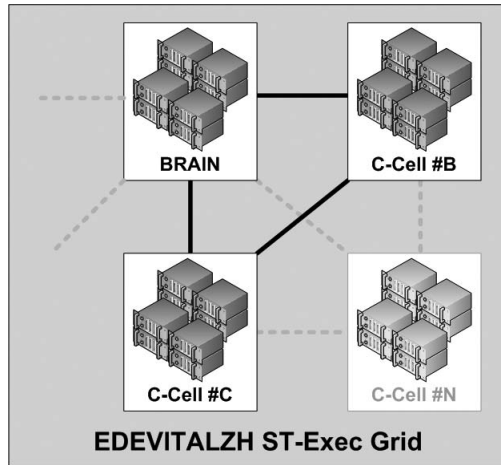 BRAIN
C-Cell #B
C-Cell #C
C-Cell #N
EDEVITALZH ST-Exec Grid